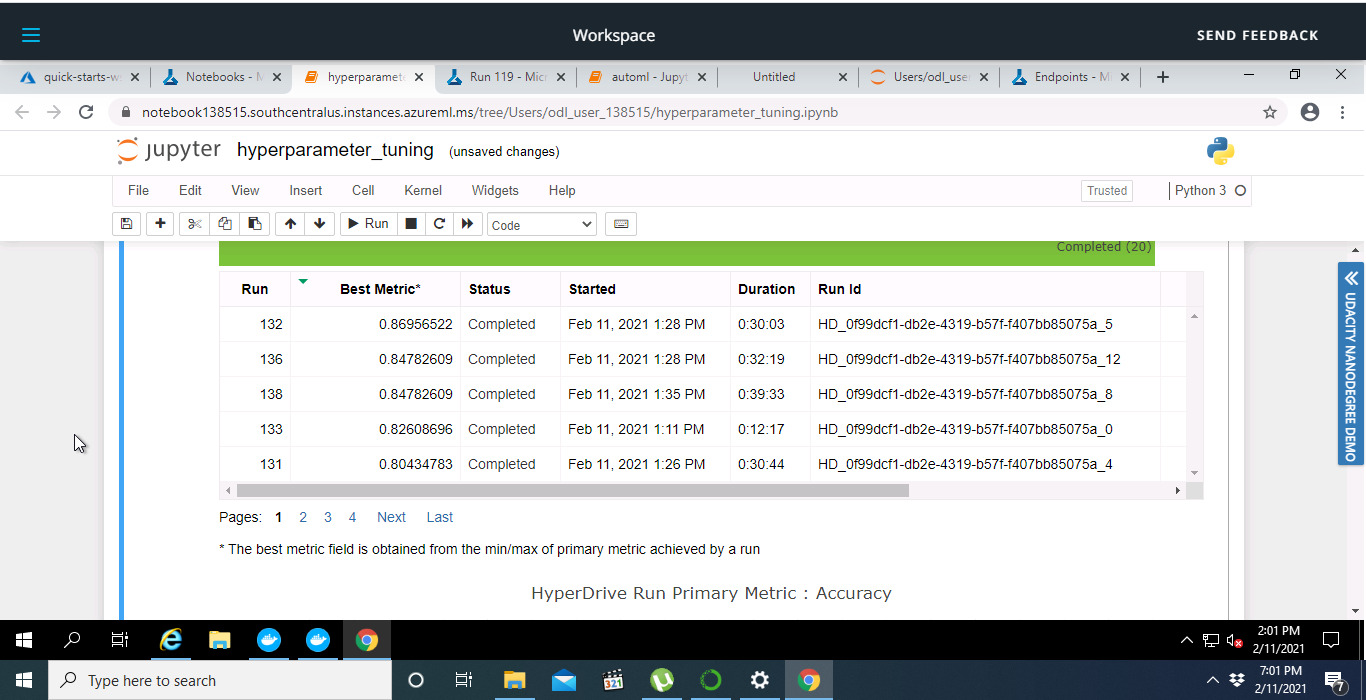 Workspace
SEND FEEDBACK
quick-starts-w
Notebooks - M
hyperparamete
Run 119 - Micr
automl - Jupyt
Untitled
Users/odl_use
Endpoints - Mi
notebook138515.southcentralus.instances.azureml.ms/tree/Users/odl_user_138515/hyperparameter_tuning.ipynb
jupyter hyperparameter_tuning (unsaved changes)
File Edit View Insert Cell Kernel Widgets Help Trusted Python 3
Run Code
Completed (20)
Run Best Metric* Status Started Duration Run Id
132 0.86956522 Completed Feb 11, 2021 1:28 PM 0:30:03 HD_0f99dcf1-db2e-4319-b57f-f407bb85075a_5
136 0.84782609 Completed Feb 11, 2021 1:28 PM 0:32:19 HD_0f99dcf1-db2e-4319-b57f-f407bb85075a_12
138 0.84782609 Completed Feb 11, 2021 1:35 PM 0:39:33 HD_0f99dcf1-db2e-4319-b57f-f407bb85075a_8
133 0.82608696 Completed Feb 11, 2021 1:11 PM 0:12:17 HD_0f99dcf1-db2e-4319-b57f-f407bb85075a_0
131 0.80434783 Completed Feb 11, 2021 1:26 PM 0:30:44 HD_0f99dcf1-db2e-4319-b57f-f407bb85075a_4
Pages: 1 2 3 4 Next Last
* The best metric field is obtained from the min/max of primary metric achieved by a run
HyperDrive Run Primary Metric : Accuracy
UDACITY NANODEGREE DEMO
2:01 PM
2/11/2021
Type here to search
321
7:01 PM
2/11/2021
7